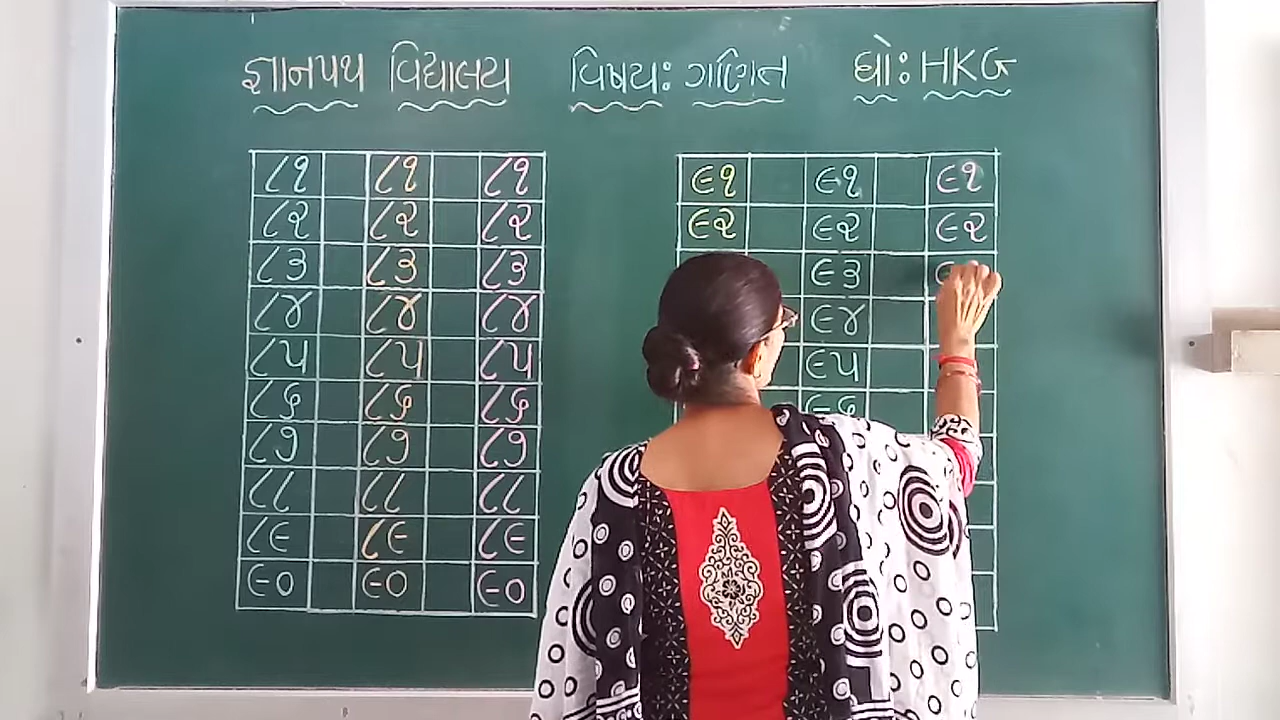 જ્ઞાનપથ વિદ્યાલય વિષયઃ ગણિત ધોઃ HKG
૮૧ ૮૧ ૮૧ ૯૧ ૯૧ ૯૧
૮૨ ૮૨ ૮૨ ૯૨ ૯૨ ૯૨
૮૩ ૮૩ ૮૩ ૯૩
૮૪ ૮૪ ૮૪ ૯૪
૮૫ ૮૫ ૮૫ ૯૫
૮૬ ૮૬ ૮૬ ૯૬
૮૭ ૮૭ ૮૭
૮૮ ૮૮ ૮૮
૮૯ ૮૯ ૮૯
૯૦ ૯૦ ૯૦